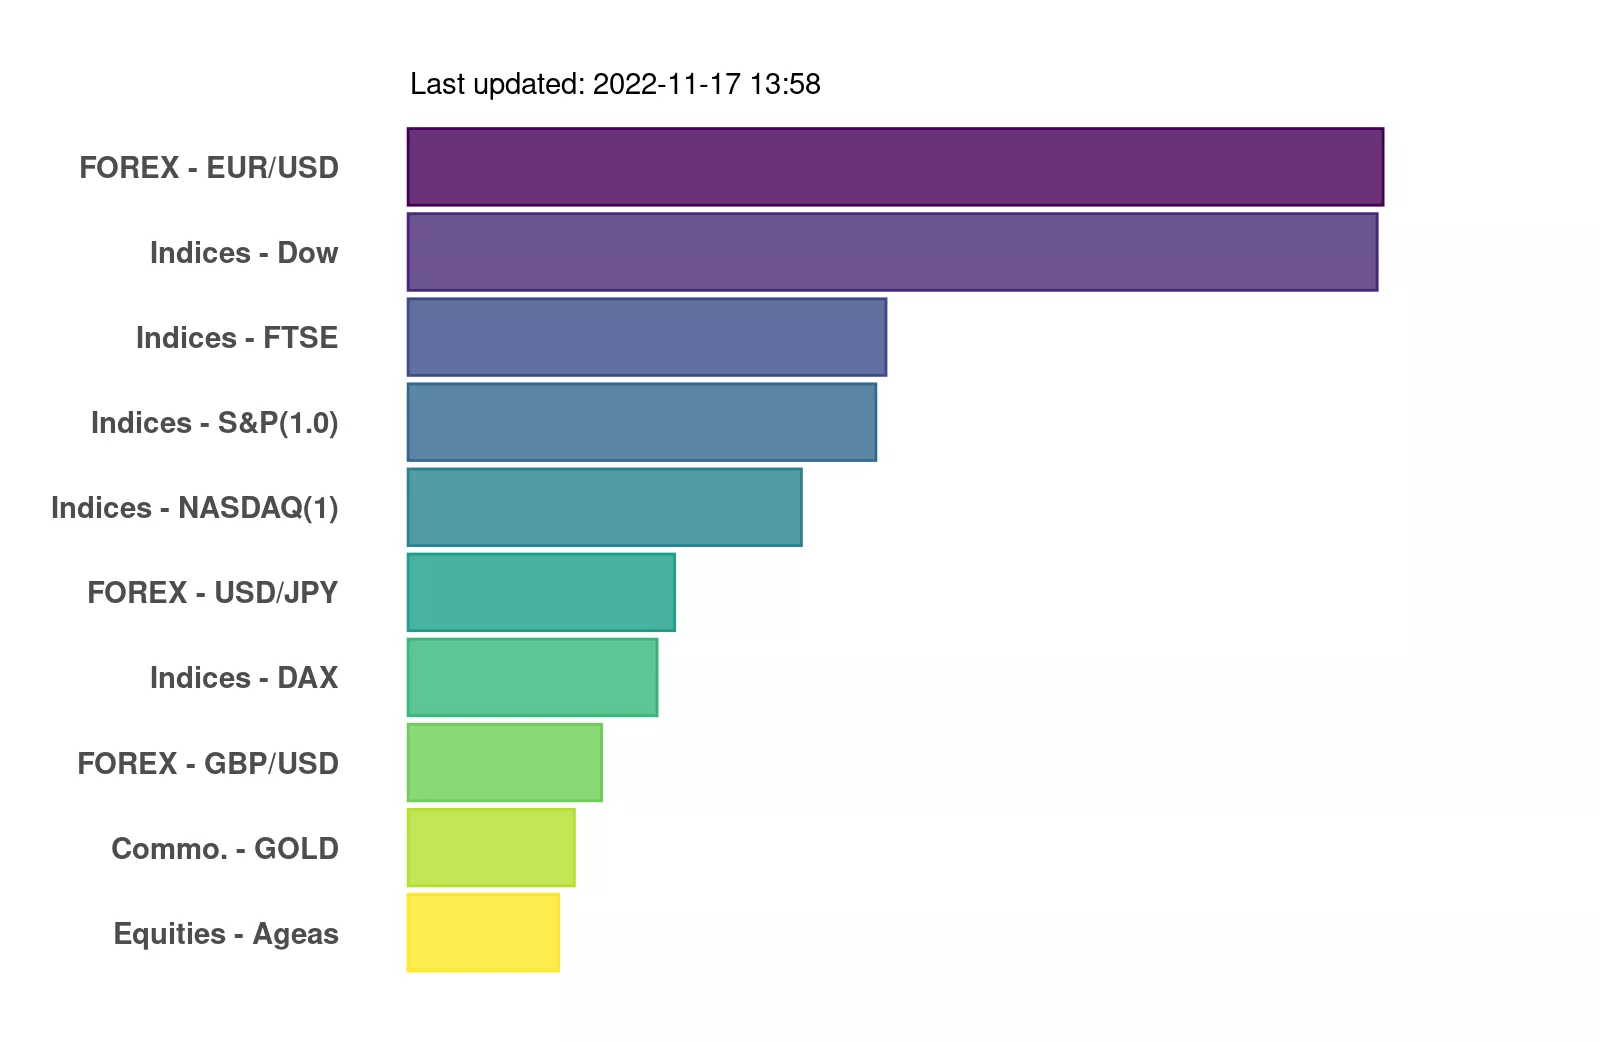 Last updated: 2022-11-17 13:58
FOREX - EUR/USD
Indices - Dow
Indices - FTSE
Indices - S&P(1.0)
Indices - NASDAQ(1)
FOREX - USD/JPY
Indices - DAX
FOREX - GBP/USD
Commo. - GOLD
Equities - Ageas